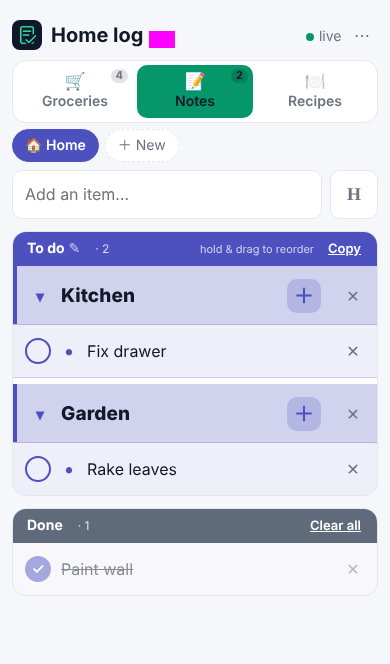 Home log
live ⋯
4
Groceries
2
Notes
Recipes
Home
+ New
Add an item...
H
To do ✎ · 2 hold & drag to reorder Copy
▼ Kitchen + ✕
• Fix drawer ✕
▼ Garden + ✕
• Rake leaves ✕
Done · 1 Clear all
Paint wall ✕